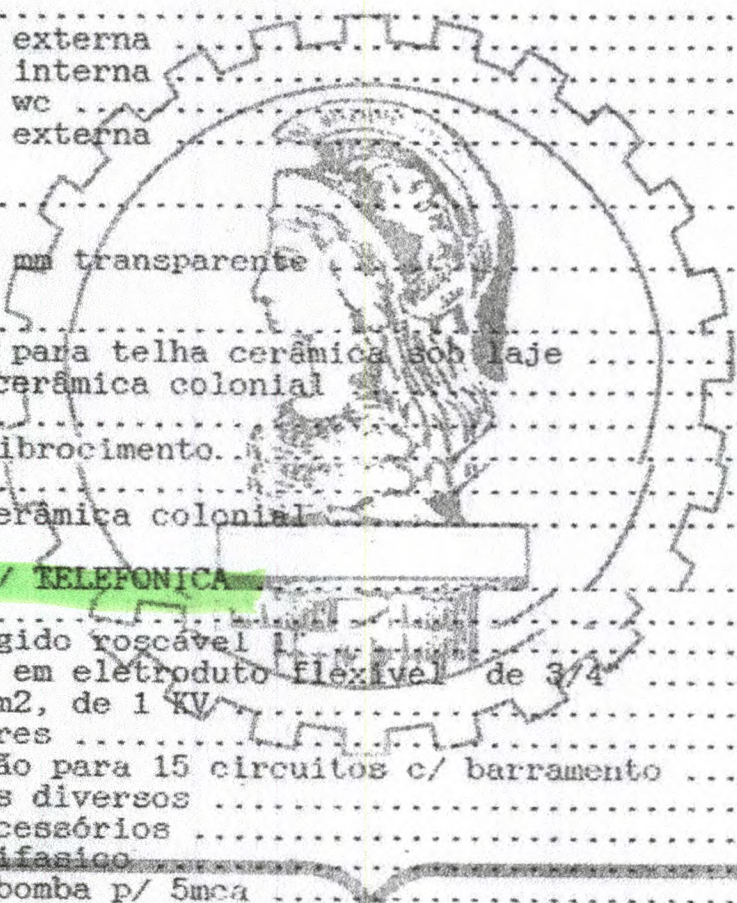 externa
interna
wc
externa
mm transparente
para telha cerâmica sob laje
cerâmica colonial
ibrocimento
erâmica colonial
/ TELEFONICA
gido roscável 1
em eletroduto flexível de 3/4"
m2, de 1 KV
res
ão para 15 circuitos c/ barramento
s diversos
cessórios
ifasico
bomba p/ 5mca